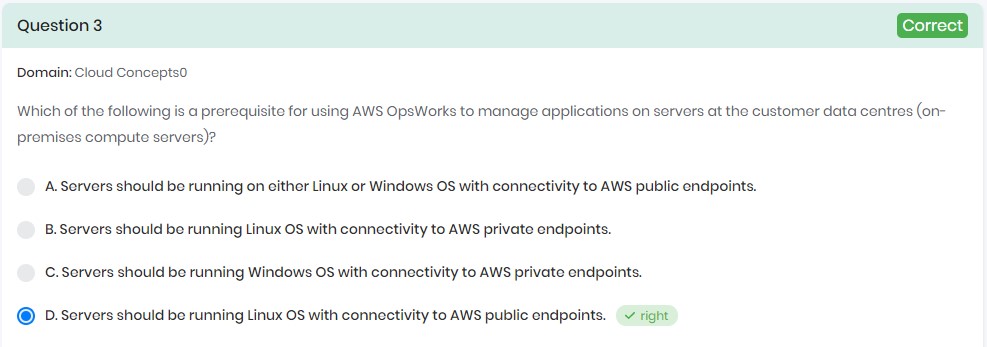 Question 3
Correct
Domain: Cloud Concepts0
Which of the following is a prerequisite for using AWS OpsWorks to manage applications on servers at the customer data centres (on-
premises compute servers)?
A. Servers should be running on either Linux or Windows OS with connectivity to AWS public endpoints.
B. Servers should be running Linux OS with connectivity to AWS private endpoints.
C. Servers should be running Windows OS with connectivity to AWS private endpoints.
D. Servers should be running Linux OS with connectivity to AWS public endpoints. right